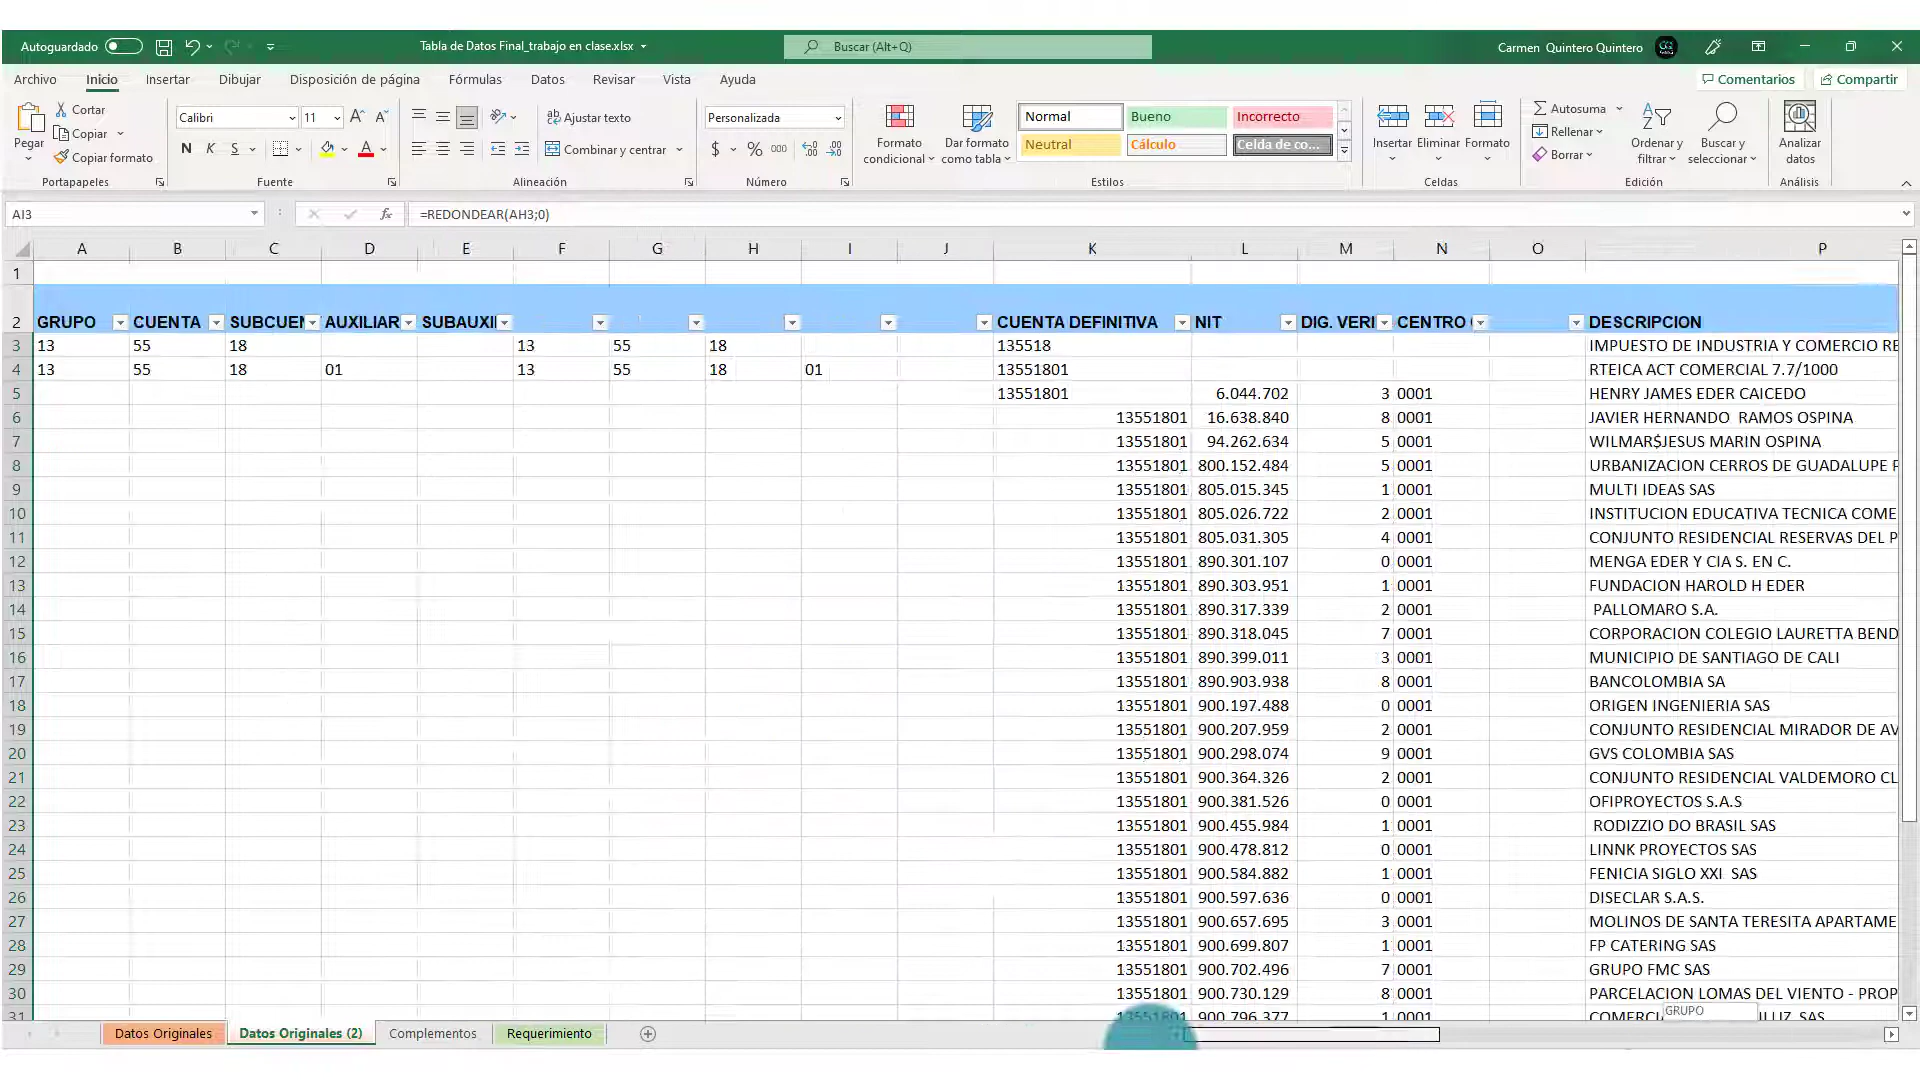 Autoguardado Tabla de Datos Final_trabajo en clase.xlsx Buscar (Alt+Q) Carmen Quintero Quintero
Archivo Inicio Insertar Dibujar Disposición de página Fórmulas Datos Revisar Vista Ayuda Comentarios Compartir
Pegar
Cortar
Copiar
Copiar formato
Portapapeles
Calibri 11
N K S
Fuente
Ajustar texto
Combinar y centrar
Alineación
Personalizada
$ % 000
Número
Formato condicional
Dar formato como tabla
Normal Bueno Incorrecto
Neutral Cálculo Celda de co...
Estilos
Insertar Eliminar Formato
Celdas
Autosuma
Rellenar
Borrar
Ordenar y filtrar
Buscar y seleccionar
Edición
Analizar datos
Análisis
AI3 fx =REDONDEAR(AH3;0)
A B C D E F G H I J K L M N O P
1
2 GRUPO CUENTA SUBCUEN AUXILIAR SUBAUXI CUENTA DEFINITIVA NIT DIG. VERI CENTRO DESCRIPCION
3 13 55 18 13 55 18 135518 IMPUESTO DE INDUSTRIA Y COMERCIO RE
4 13 55 18 01 13 55 18 01 13551801 RTEICA ACT COMERCIAL 7.7/1000
5 13551801 6.044.702 3 0001 HENRY JAMES EDER CAICEDO
6 13551801 16.638.840 8 0001 JAVIER HERNANDO RAMOS OSPINA
7 13551801 94.262.634 5 0001 WILMAR$JESUS MARIN OSPINA
8 13551801 800.152.484 5 0001 URBANIZACION CERROS DE GUADALUPE
9 13551801 805.015.345 1 0001 MULTI IDEAS SAS
10 13551801 805.026.722 2 0001 INSTITUCION EDUCATIVA TECNICA COME
11 13551801 805.031.305 4 0001 CONJUNTO RESIDENCIAL RESERVAS DEL P
12 13551801 890.301.107 0 0001 MENGA EDER Y CIA S. EN C.
13 13551801 890.303.951 1 0001 FUNDACION HAROLD H EDER
14 13551801 890.317.339 2 0001 PALLOMARO S.A.
15 13551801 890.318.045 7 0001 CORPORACION COLEGIO LAURETTA BEND
16 13551801 890.399.011 3 0001 MUNICIPIO DE SANTIAGO DE CALI
17 13551801 890.903.938 8 0001 BANCOLOMBIA SA
18 13551801 900.197.488 0 0001 ORIGEN INGENIERIA SAS
19 13551801 900.207.959 2 0001 CONJUNTO RESIDENCIAL MIRADOR DE AV
20 13551801 900.298.074 9 0001 GVS COLOMBIA SAS
21 13551801 900.364.326 2 0001 CONJUNTO RESIDENCIAL VALDEMORO CL
22 13551801 900.381.526 0 0001 OFIPROYECTOS S.A.S
23 13551801 900.455.984 1 0001 RODIZZIO DO BRASIL SAS
24 13551801 900.478.812 0 0001 LINNK PROYECTOS SAS
25 13551801 900.584.882 1 0001 FENICIA SIGLO XXI SAS
26 13551801 900.597.636 0 0001 DISECLAR S.A.S.
27 13551801 900.657.695 3 0001 MOLINOS DE SANTA TERESITA APARTAME
28 13551801 900.699.807 1 0001 FP CATERING SAS
29 13551801 900.702.496 7 0001 GRUPO FMC SAS
30 13551801 900.730.129 8 0001 PARCELACION LOMAS DEL VIENTO - PROP
31 13551801 900.796.377 1 0001
GRUPO
Datos Originales Datos Originales (2) Complementos Requerimiento